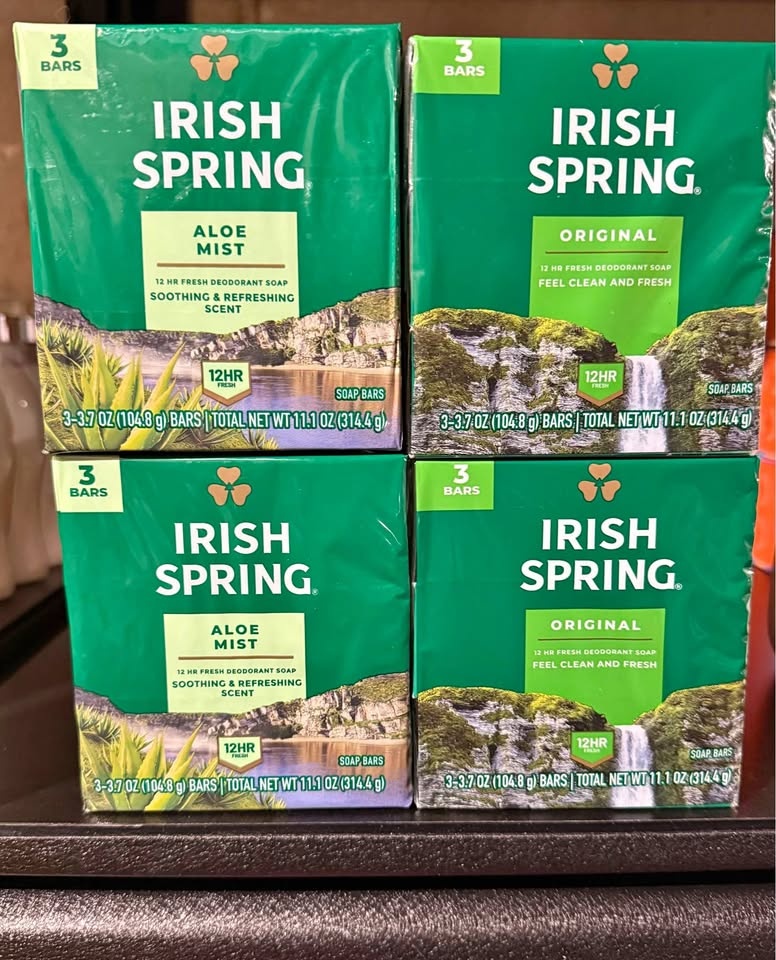 3
BARS
IRISH
SPRING®
ALOE
MIST
12 HR FRESH DEODORANT SOAP
SOOTHING & REFRESHING
SCENT
12HR
FRESH
SOAP BARS
3-3.7 OZ (104.8 g) BARS | TOTAL NET WT 11.1 OZ (314.4 g)
3
BARS
IRISH
SPRING®
ORIGINAL
12 HR FRESH DEODORANT SOAP
FEEL CLEAN AND FRESH
12HR
FRESH
SOAP BARS
3-3.7 OZ (104.8 g) BARS | TOTAL NET WT 11.1 OZ (314.4 g)
3
BARS
IRISH
SPRING®
ALOE
MIST
12 HR FRESH DEODORANT SOAP
SOOTHING & REFRESHING
SCENT
12HR
FRESH
SOAP BARS
3-3.7 OZ (104.8 g) BARS | TOTAL NET WT 11.1 OZ (314.4 g)
3
BARS
IRISH
SPRING®
ORIGINAL
12 HR FRESH DEODORANT SOAP
FEEL CLEAN AND FRESH
12HR
FRESH
SOAP BARS
3-3.7 OZ (104.8 g) BARS | TOTAL NET WT 11.1 OZ (314.4 g)